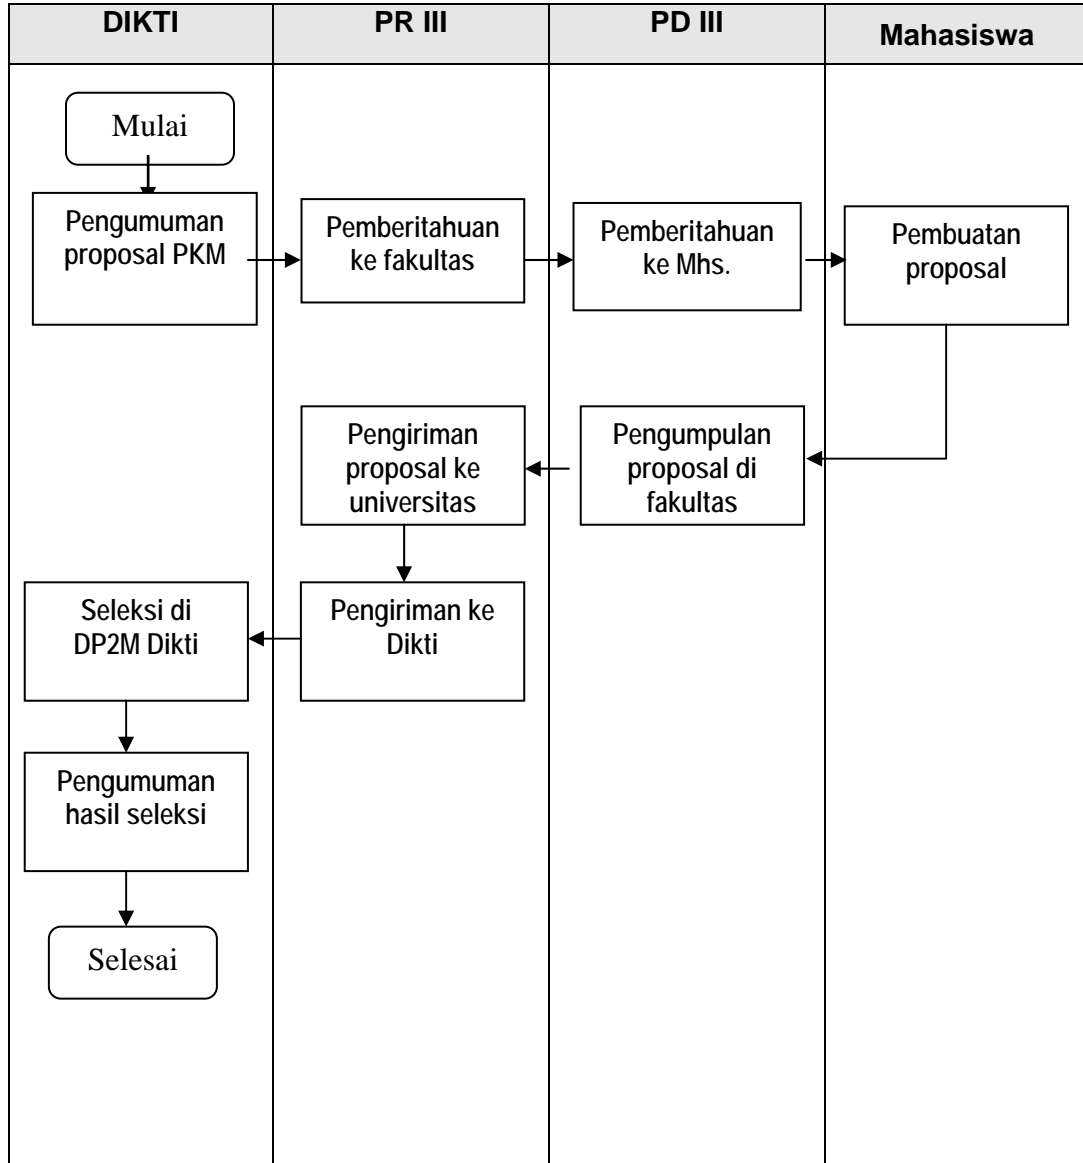 DIKTI
PR III
PD III
Mahasiswa
Mulai
Pengumuman
proposal PKM
Pemberitahuan
ke fakultas
Pemberitahuan
ke Mhs.
Pembuatan
proposal
Pengiriman
proposal ke
universitas
Pengumpulan
proposal di
fakultas
Seleksi di
DP2M Dikti
Pengiriman ke
Dikti
Pengumuman
hasil seleksi
Selesai